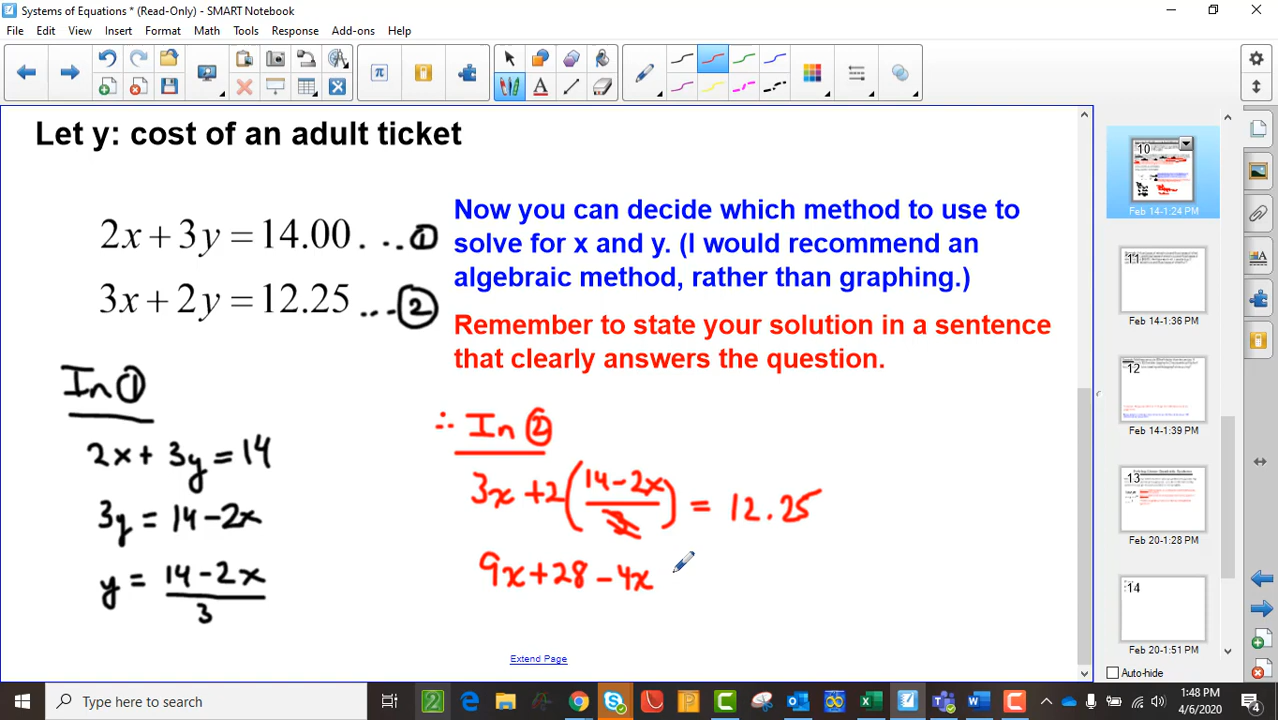 Systems of Equations * (Read-Only) - SMART Notebook
File Edit View Insert Format Math Tools Response Add-ons Help
Let y: cost of an adult ticket
2x + 3y = 14.00 ... ①
3x + 2y = 12.25 ... ②
Now you can decide which method to use to
solve for x and y. (I would recommend an
algebraic method, rather than graphing.)
Remember to state your solution in a sentence
that clearly answers the question.
In ①
2x + 3y = 14
3y = 14 - 2x
y = (14 - 2x)/3
∴ In ②
3x + 2((14 - 2x)/3) = 12.25
9x + 28 - 4x
Extend Page
10
Feb 14-1:24 PM
11
Feb 14-1:36 PM
12
Feb 14-1:39 PM
13
Feb 20-1:28 PM
14
Feb 20-1:51 PM
Auto-hide
Type here to search
1:48 PM
4/6/2020
4